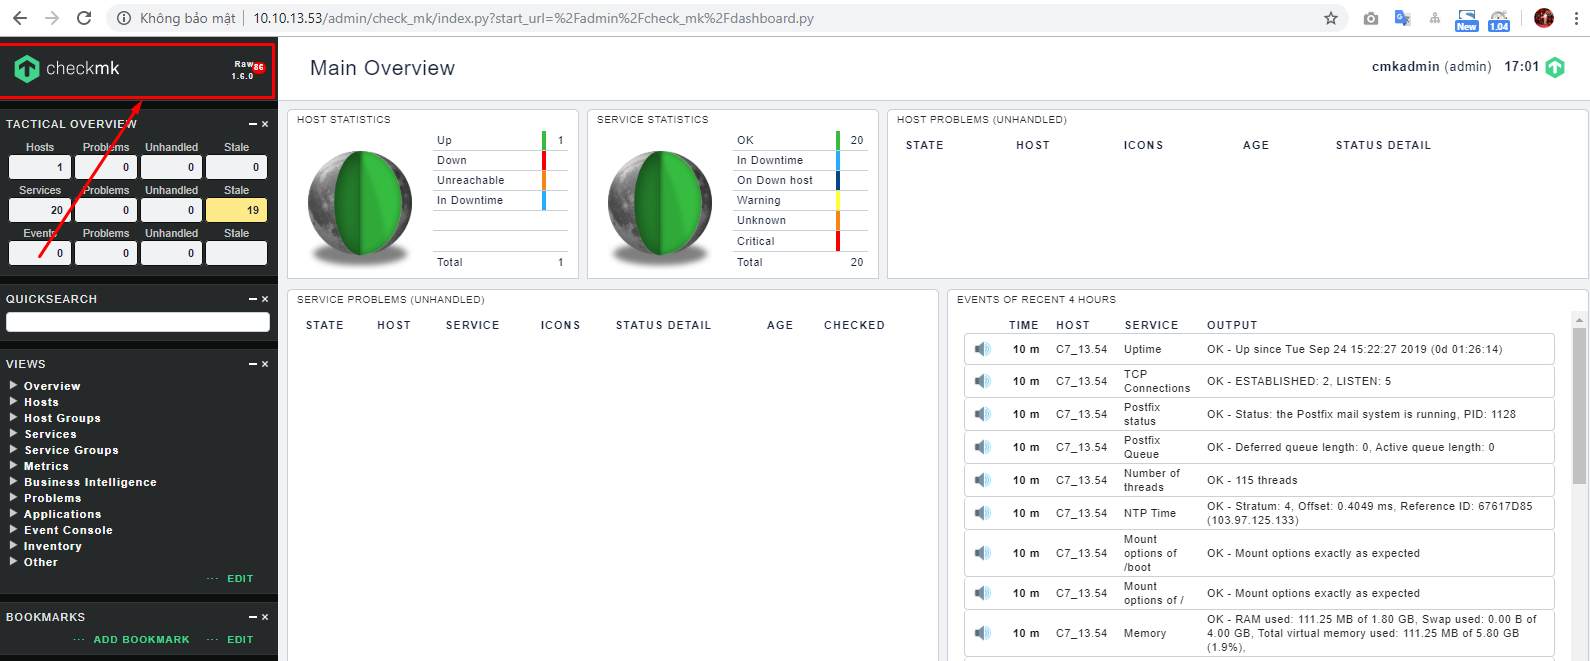 Không bảo mật | 10.10.13.53/admin/check_mk/index.py?start_url=%2Fadmin%2Fcheck_mk%2Fdashboard.py
New
1.04
checkmk
Raw
1.6.0
86
Main Overview
cmkadmin (admin) 17:01
TACTICAL OVERVIEW
Hosts Problems Unhandled Stale
1 0 0 0
Services Problems Unhandled Stale
20 0 0 19
Events Problems Unhandled Stale
0 0 0
QUICKSEARCH
VIEWS
Overview
Hosts
Host Groups
Services
Service Groups
Metrics
Business Intelligence
Problems
Applications
Event Console
Inventory
Other
··· EDIT
BOOKMARKS
··· ADD BOOKMARK ··· EDIT
HOST STATISTICS
Up 1
Down
Unreachable
In Downtime
Total 1
SERVICE STATISTICS
OK 20
In Downtime
On Down host
Warning
Unknown
Critical
Total 20
HOST PROBLEMS (UNHANDLED)
STATE HOST ICONS AGE STATUS DETAIL
SERVICE PROBLEMS (UNHANDLED)
STATE HOST SERVICE ICONS STATUS DETAIL AGE CHECKED
EVENTS OF RECENT 4 HOURS
TIME HOST SERVICE OUTPUT
10 m C7_13.54 Uptime OK - Up since Tue Sep 24 15:22:27 2019 (0d 01:26:14)
10 m C7_13.54 TCP Connections OK - ESTABLISHED: 2, LISTEN: 5
10 m C7_13.54 Postfix status OK - Status: the Postfix mail system is running, PID: 1128
10 m C7_13.54 Postfix Queue OK - Deferred queue length: 0, Active queue length: 0
10 m C7_13.54 Number of threads OK - 115 threads
10 m C7_13.54 NTP Time OK - Stratum: 4, Offset: 0.4049 ms, Reference ID: 67617D85 (103.97.125.133)
10 m C7_13.54 Mount options of /boot OK - Mount options exactly as expected
10 m C7_13.54 Mount options of / OK - Mount options exactly as expected
10 m C7_13.54 Memory OK - RAM used: 111.25 MB of 1.80 GB, Swap used: 0.00 B of 4.00 GB, Total virtual memory used: 111.25 MB of 5.80 GB (1.9%),